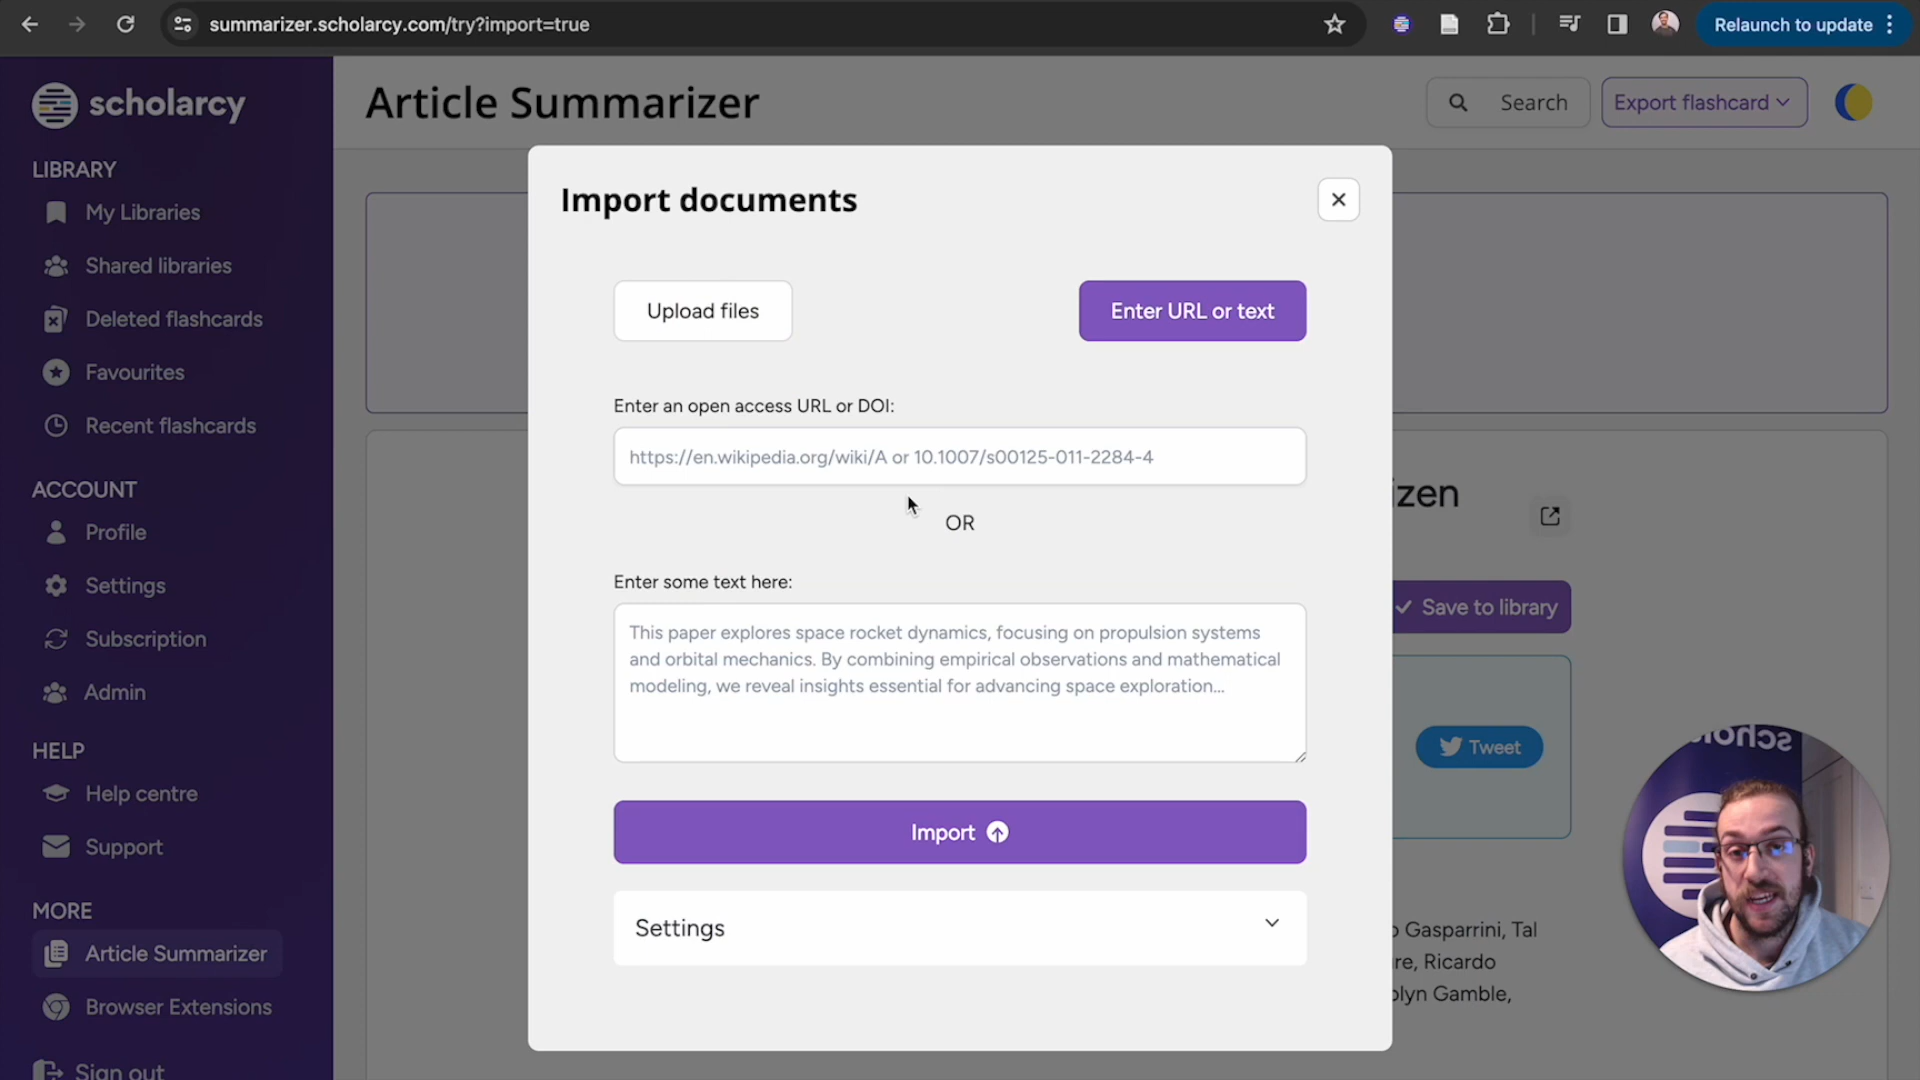 summarizer.scholarcy.com/try?import=true
Relaunch to update
scholarcy
Article Summarizer
Search
Export flashcard
LIBRARY
My Libraries
Shared libraries
Deleted flashcards
Favourites
Recent flashcards
ACCOUNT
Profile
Settings
Subscription
Admin
HELP
Help centre
Support
MORE
Article Summarizer
Browser Extensions
Sign out
Import documents
Upload files
Enter URL or text
Enter an open access URL or DOI:
https://en.wikipedia.org/wiki/A or 10.1007/s00125-011-2284-4
OR
Enter some text here:
This paper explores space rocket dynamics, focusing on propulsion systems
and orbital mechanics. By combining empirical observations and mathematical
modeling, we reveal insights essential for advancing space exploration...
Import
Settings
Save to library
Tweet
Gasparrini, Tal
Ricardo
Gamble,